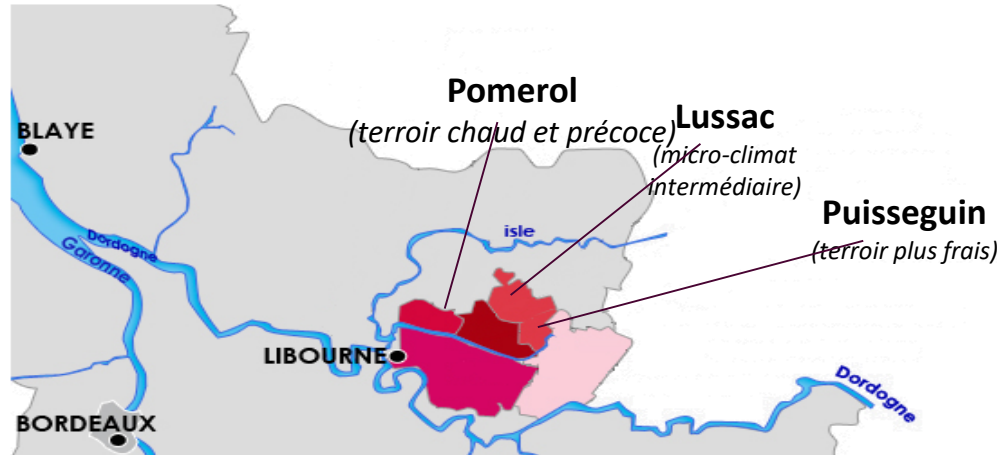 Pomerol
(terroir chaud et précoce)
Lussac
(micro-climat
intermédiaire)
Puisseguin
(terroir plus frais)
BLAYE
isle
Dordogne
Garonne
LIBOURNE
Dordogne
BORDEAUX